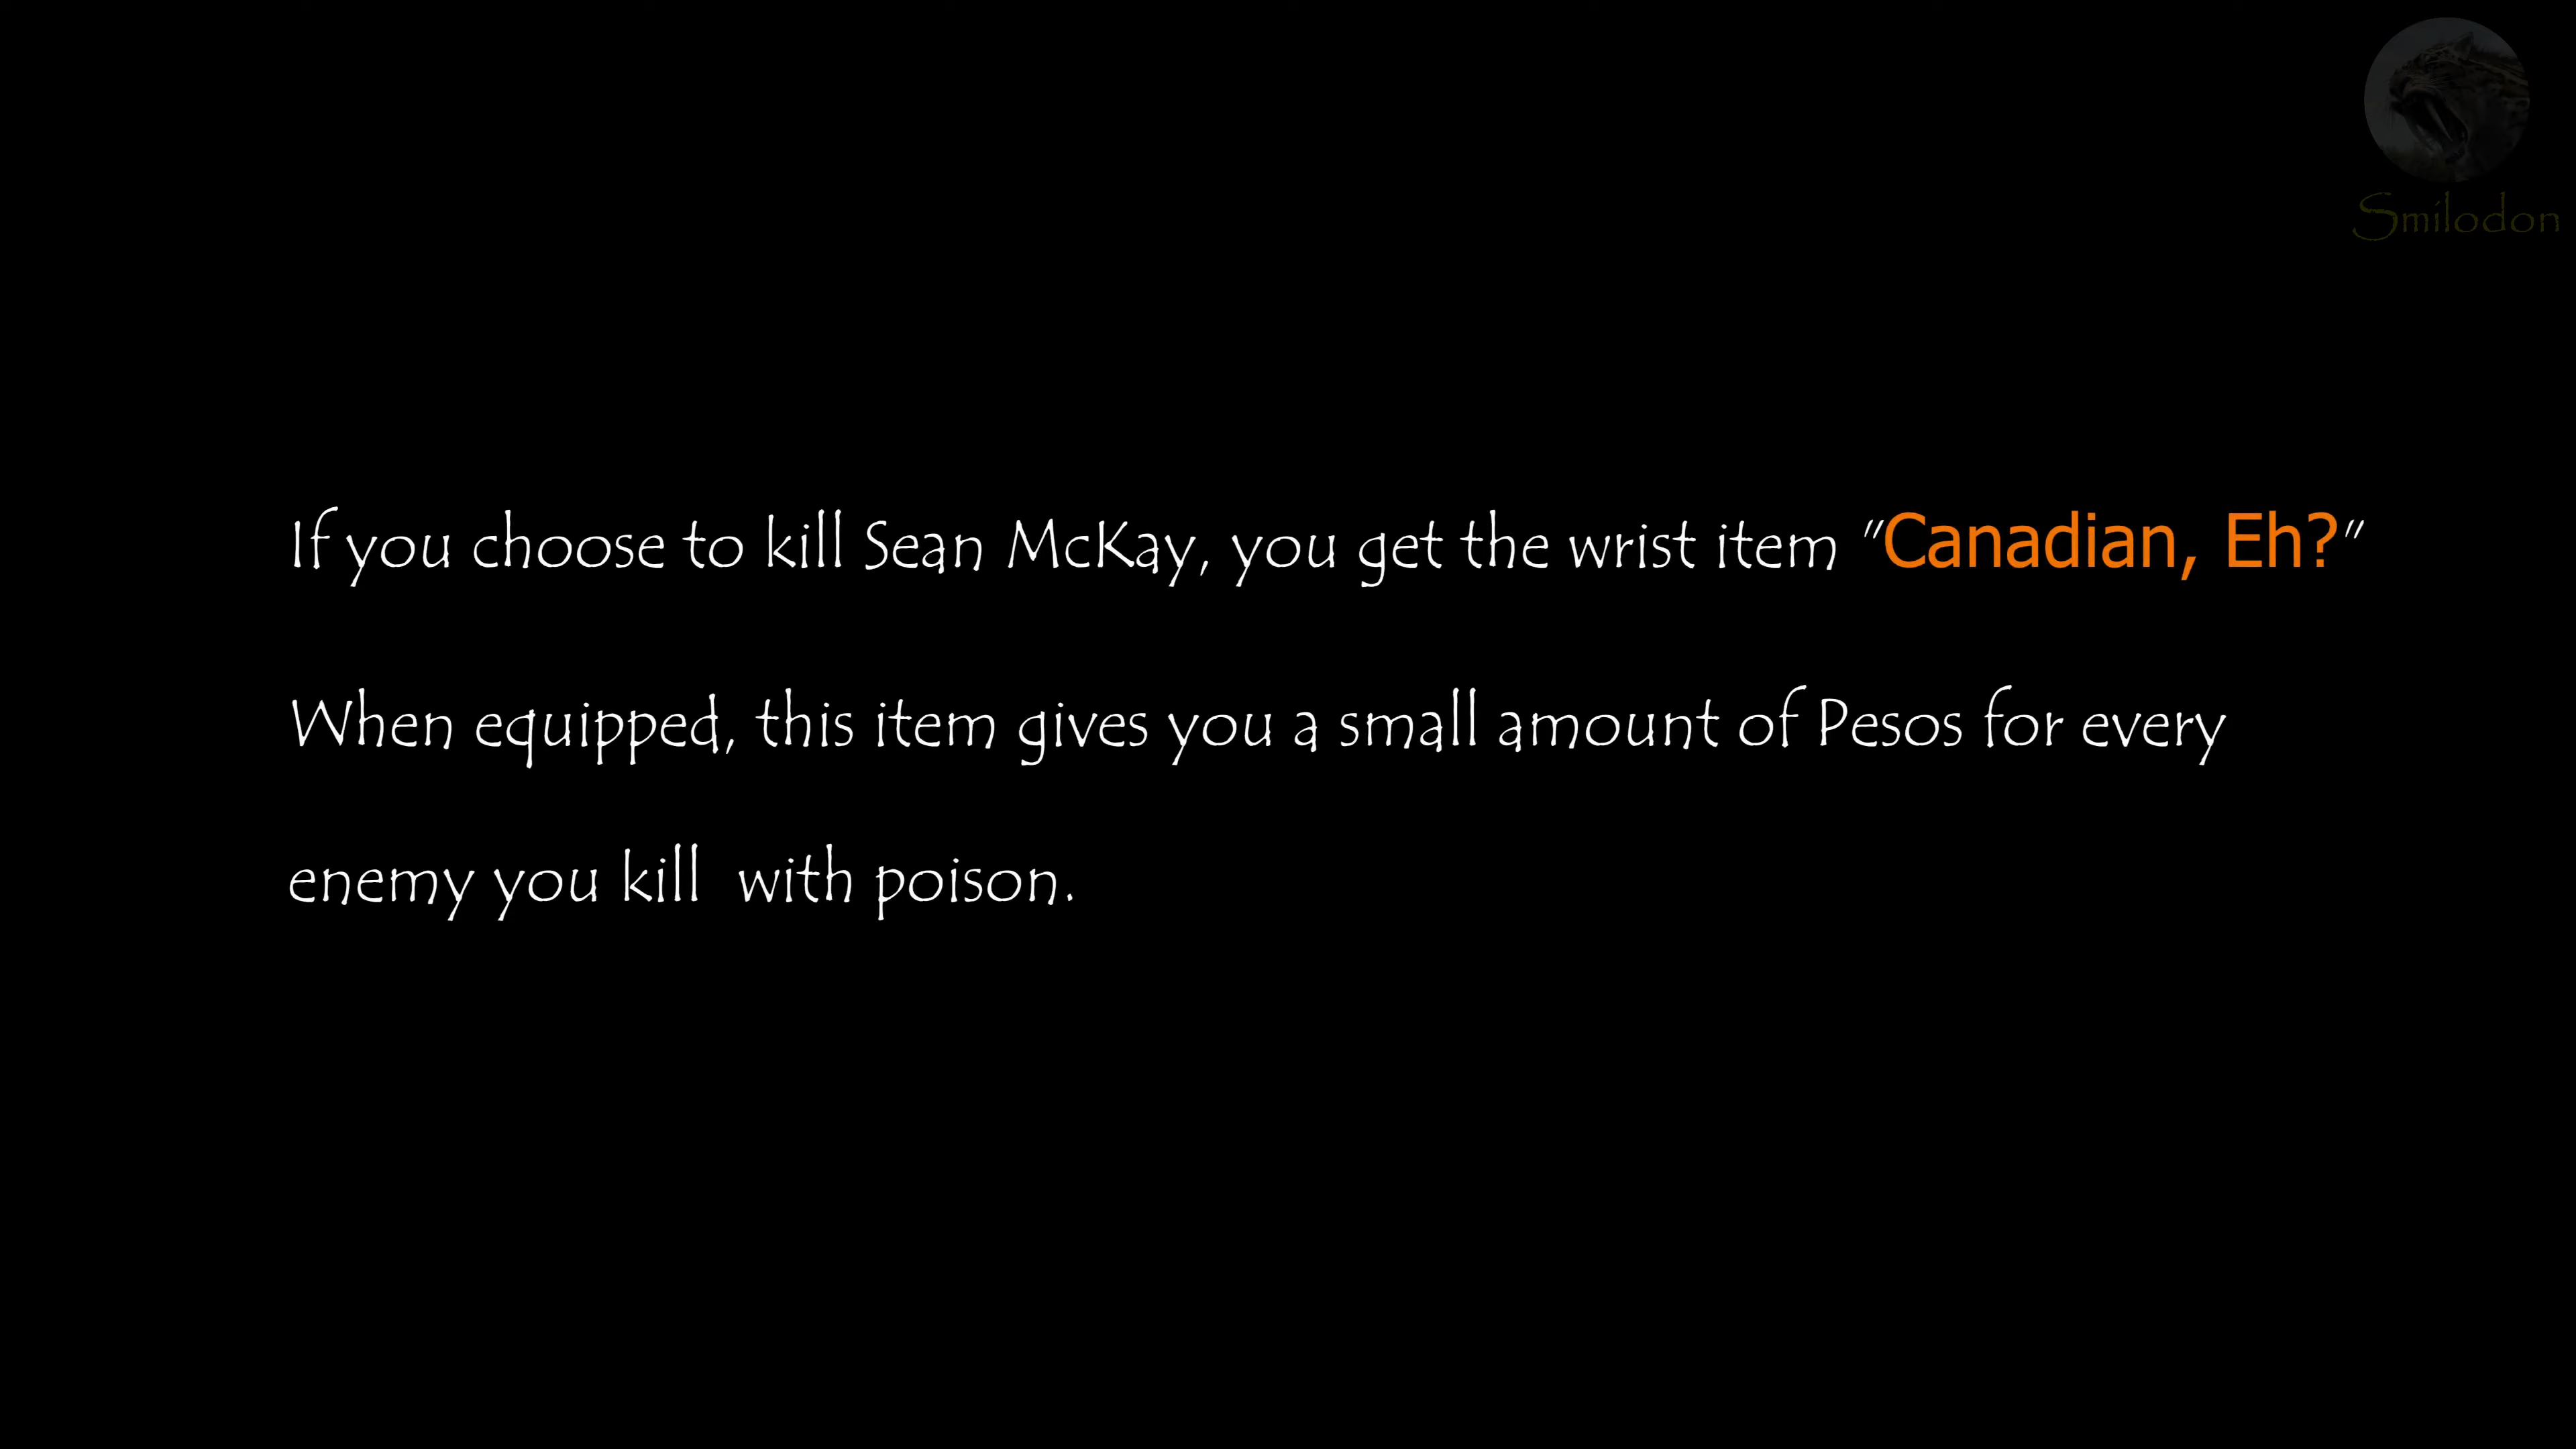 Smilodon
If you choose to kill Sean McKay, you get the wrist item "Canadian, Eh?"
When equipped, this item gives you a small amount of Pesos for every
enemy you kill with poison.